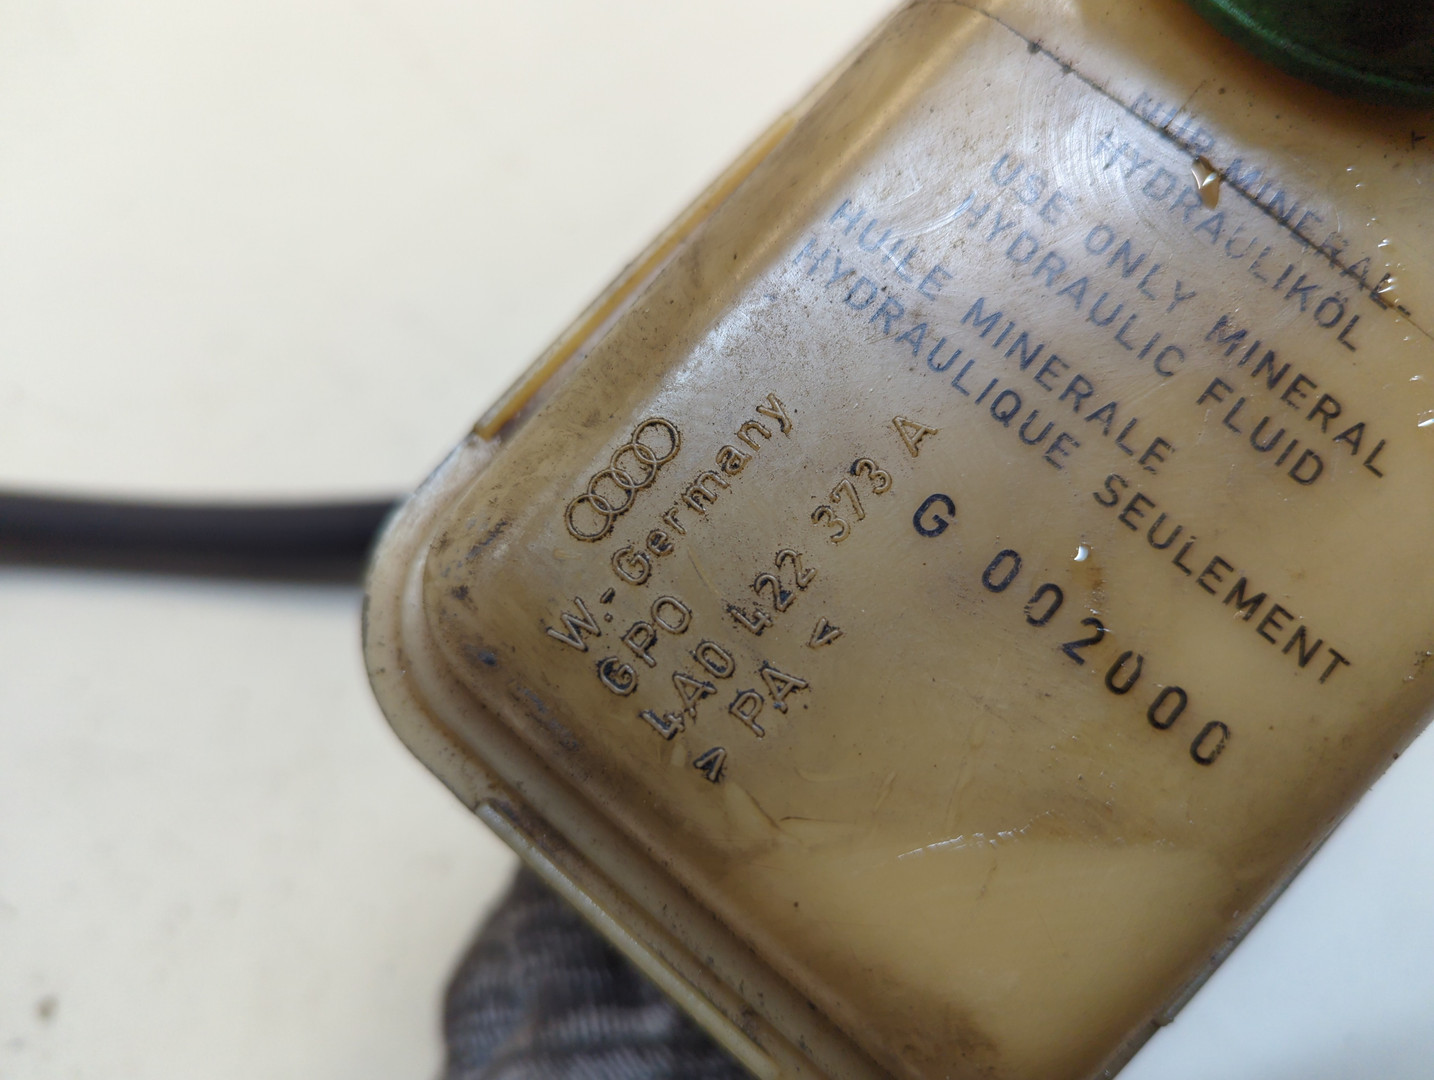 NUR MINERAL-
HYDRAULIKÖL
USE ONLY MINERAL
HYDRAULIC FLUID
HUILE MINERALE
HYDRAULIQUE SEULEMENT
G 002000
W.-Germany
GPO
4A0 422 373 A
> PA <